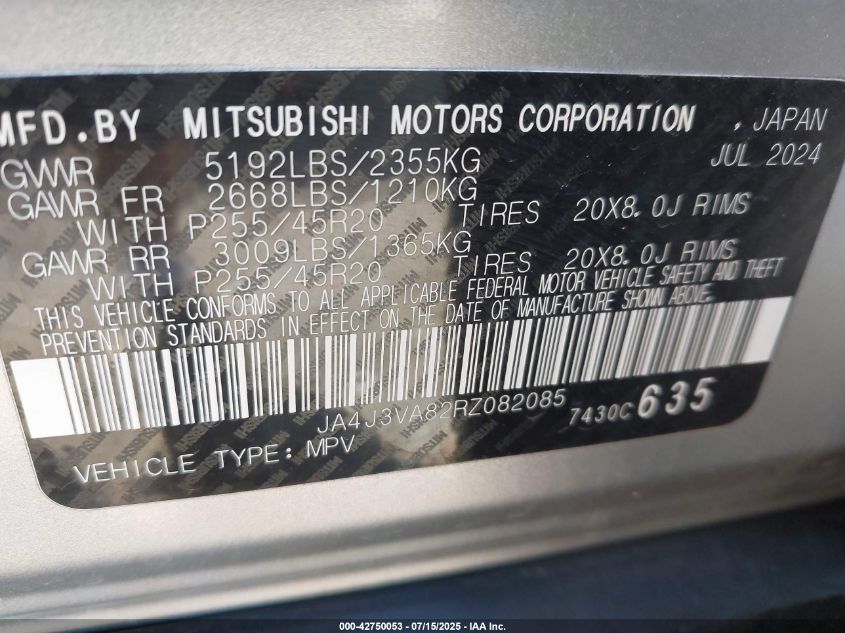 MFD.BY MITSUBISHI MOTORS CORPORATION , JAPAN
GVWR 5192LBS/2355KG JUL 2024
GAWR FR 2668LBS/1210KG
WITH P255/45R20 TIRES 20X8.0J RIMS
GAWR RR 3009LBS/1365KG
WITH P255/45R20 TIRES 20X8.0J RIMS
THIS VEHICLE CONFORMS TO ALL APPLICABLE FEDERAL MOTOR VEHICLE SAFETY AND THEFT
PREVENTION STANDARDS IN EFFECT ON THE DATE OF MANUFACTURE SHOWN ABOVE.
JA4J3VA82RZ082085 7430C 635
VEHICLE TYPE: MPV
000-42750053 - 07/15/2025 - IAA Inc.